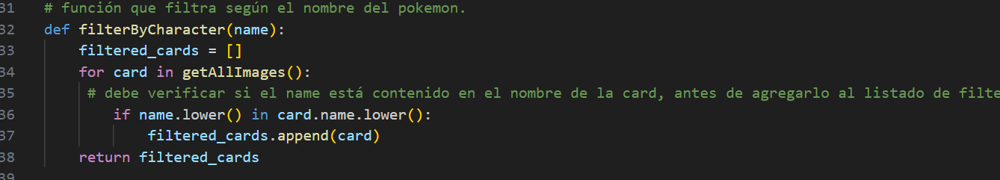 31 # función que filtra según el nombre del pokemon.
32 def filterByCharacter(name):
33 filtered_cards = []
34 for card in getAllImages():
35 # debe verificar si el name está contenido en el nombre de la card, antes de agregarlo al listado de filte
36 if name.lower() in card.name.lower():
37 filtered_cards.append(card)
38 return filtered_cards
39